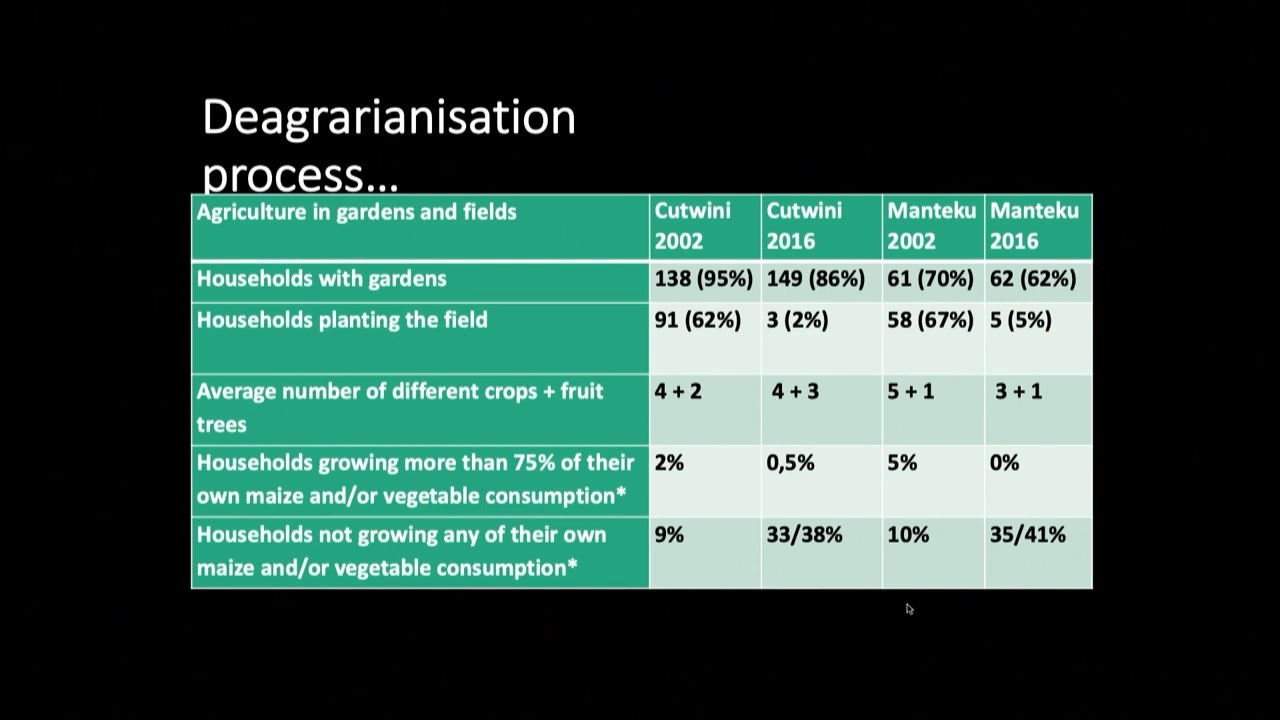 Deagrarianisation
process...
Agriculture in gardens and fields
Cutwini 2002
Cutwini 2016
Manteku 2002
Manteku 2016
Households with gardens
138 (95%)
149 (86%)
61 (70%)
62 (62%)
Households planting the field
91 (62%)
3 (2%)
58 (67%)
5 (5%)
Average number of different crops + fruit
trees
4 + 2
4 + 3
5 + 1
3 + 1
Households growing more than 75% of their
own maize and/or vegetable consumption*
2%
0,5%
5%
0%
Households not growing any of their own
maize and/or vegetable consumption*
9%
33/38%
10%
35/41%